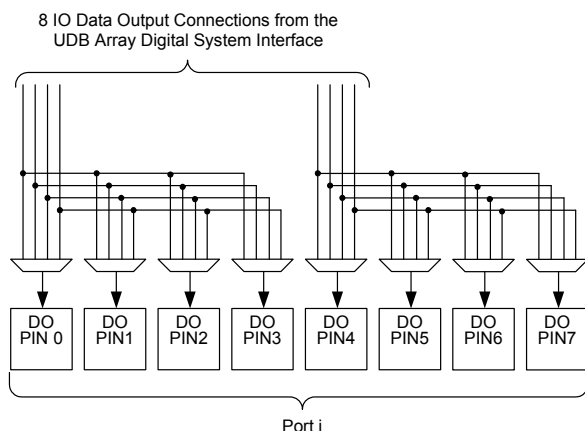 8 IO Data Output Connections from the
UDB Array Digital System Interface
DO
PIN 0
DO
PIN1
DO
PIN2
DO
PIN3
DO
PIN4
DO
PIN5
DO
PIN6
DO
PIN7
Port i